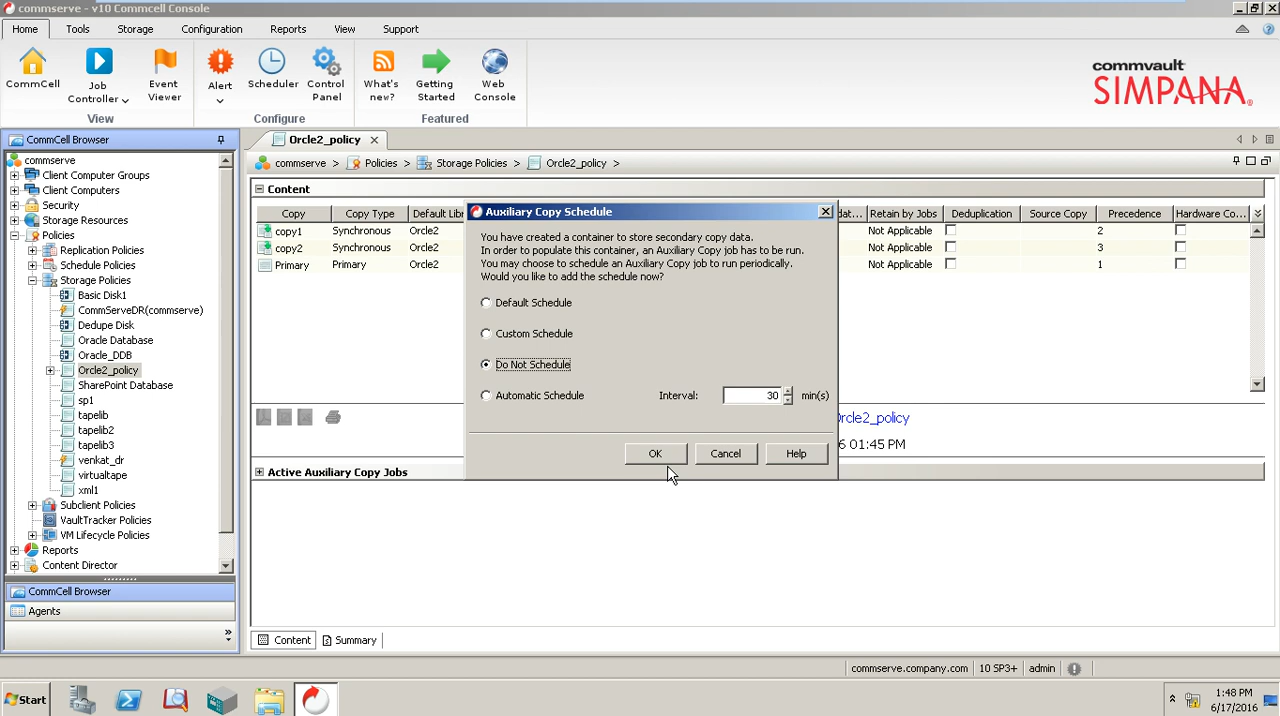 commserve - v10 Commcell Console
Home Tools Storage Configuration Reports View Support
CommCell
Job Controller
Event Viewer
Alert
Scheduler
Control Panel
What's new?
Getting Started
Web Console
View Configure Featured
commvault
SIMPANA
CommCell Browser
commserve
Client Computer Groups
Client Computers
Security
Storage Resources
Policies
Replication Policies
Schedule Policies
Storage Policies
Basic Disk1
CommServeDR(commserve)
Dedupe Disk
Oracle Database
Oracle_DDB
Orcle2_policy
SharePoint Database
sp1
tapelib
tapelib2
tapelib3
venkat_dr
virtualtape
xml1
Subclient Policies
VaultTracker Policies
VM Lifecycle Policies
Reports
Content Director
CommCell Browser
Agents
Orcle2_policy
commserve > Policies > Storage Policies > Orcle2_policy >
Content
Copy Copy Type Default Lib Retain by Jobs Deduplication Source Copy Precedence Hardware Co...
copy1 Synchronous Orcle2 Not Applicable 2
copy2 Synchronous Orcle2 Not Applicable 3
Primary Primary Orcle2 Not Applicable 1
Auxiliary Copy Schedule
You have created a container to store secondary copy data.
In order to populate this container, an Auxiliary Copy job has to be run.
You may choose to schedule an Auxiliary Copy job to run periodically.
Would you like to add the schedule now?
Default Schedule
Custom Schedule
Do Not Schedule
Automatic Schedule Interval: 30 min(s)
OK Cancel Help
rcle2_policy
6 01:45 PM
Active Auxiliary Copy Jobs
Content Summary
commserve.company.com 10 SP3+ admin
Start
1:48 PM
6/17/2016